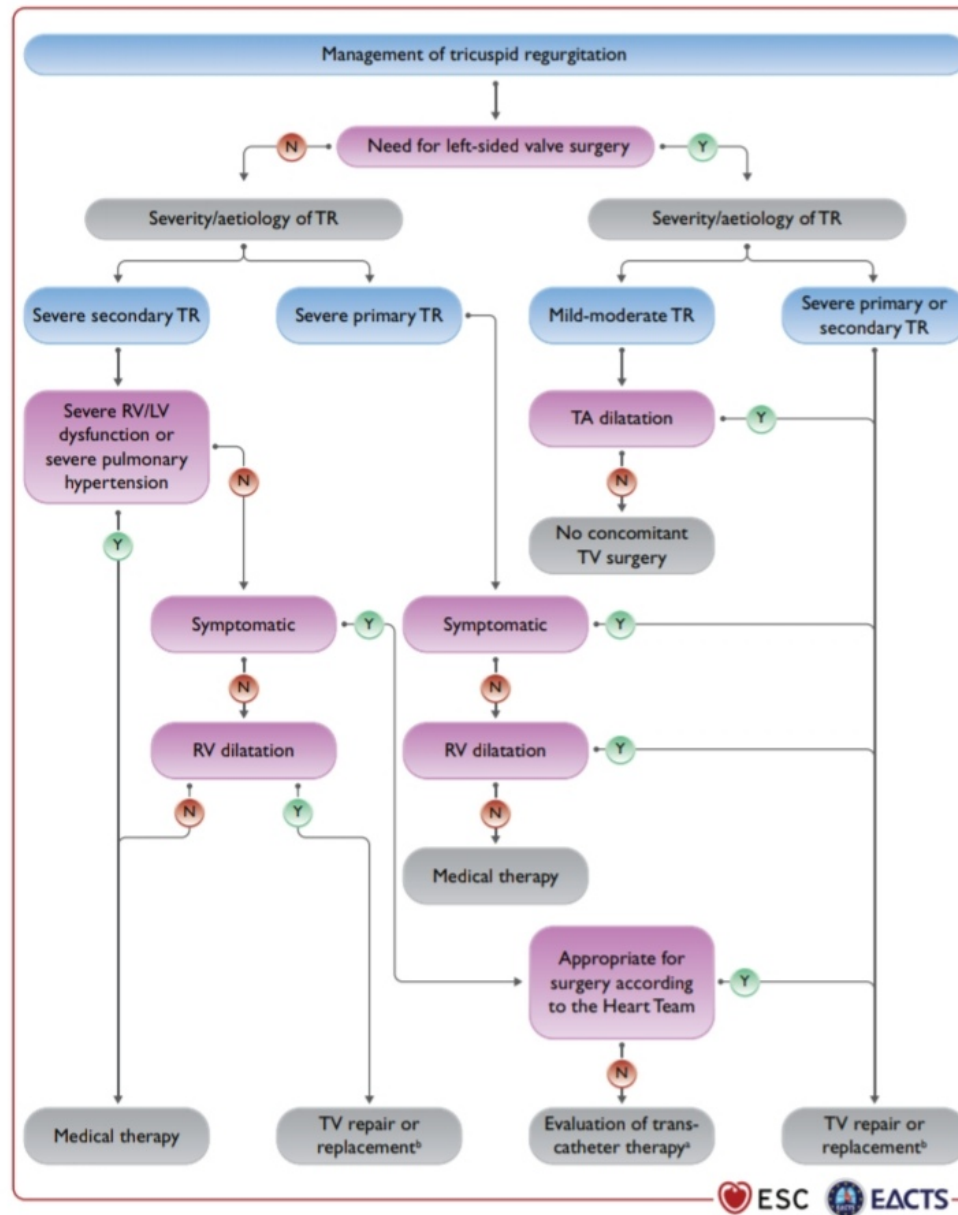 Management of tricuspid regurgitation
Need for left-sided valve surgery
N
Y
Severity/aetiology of TR
Severity/aetiology of TR
Severe secondary TR
Severe primary TR
Mild-moderate TR
Severe primary or
secondary TR
Severe RV/LV
dysfunction or
severe pulmonary
hypertension
TA dilatation
Y
N
N
Y
No concomitant
TV surgery
Symptomatic
Y
Symptomatic
Y
N
N
RV dilatation
RV dilatation
Y
N
Y
N
Medical therapy
Appropriate for
surgery according
to the Heart Team
Y
N
Medical therapy
TV repair or
replacementᵇ
Evaluation of trans-
catheter therapyᵃ
TV repair or
replacementᵇ
ESC
EACTS
EACTS